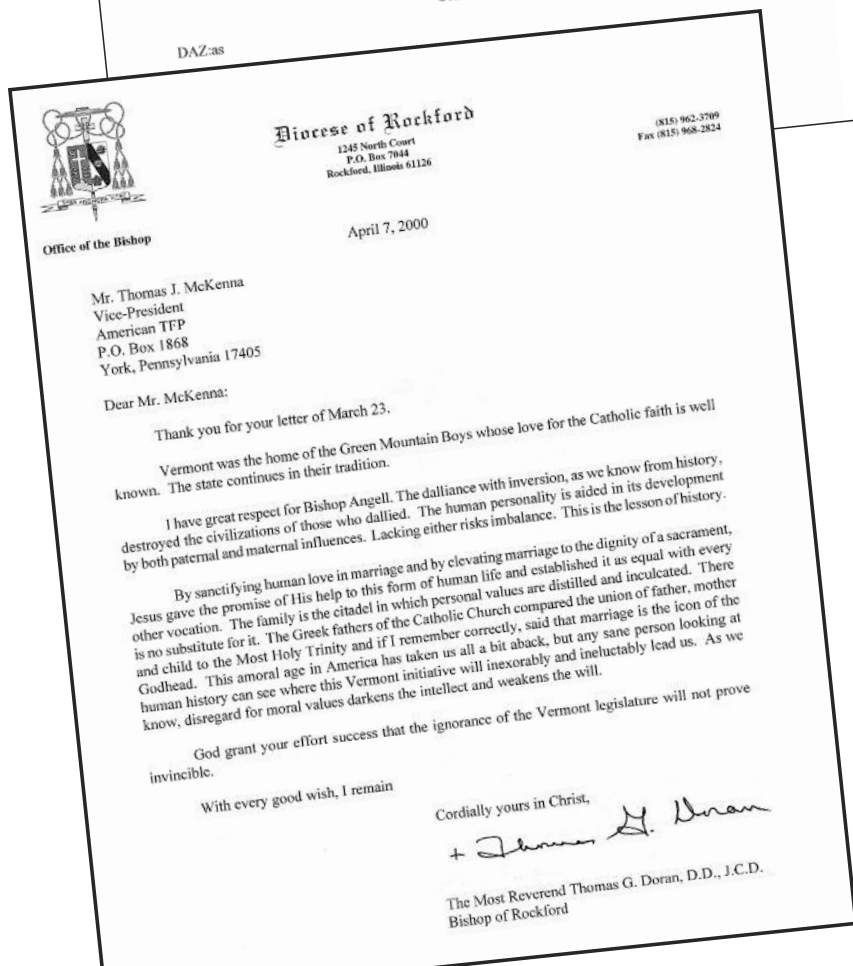 DAZ:as
Diocese of Rockford
1245 North Court
P.O. Box 7044
Rockford, Illinois 61126
(815) 962-3709
Fax (815) 968-2824
Office of the Bishop
April 7, 2000
Mr. Thomas J. McKenna
Vice-President
American TFP
P.O. Box 1868
York, Pennsylvania 17405
Dear Mr. McKenna:
Thank you for your letter of March 23.
Vermont was the home of the Green Mountain Boys whose love for the Catholic faith is well
known. The state continues in their tradition.
I have great respect for Bishop Angell. The dalliance with inversion, as we know from history,
destroyed the civilizations of those who dallied. The human personality is aided in its development
by both paternal and maternal influences. Lacking either risks imbalance. This is the lesson of history.
By sanctifying human love in marriage and by elevating marriage to the dignity of a sacrament,
Jesus gave the promise of His help to this form of human life and established it as equal with every
other vocation. The family is the citadel in which personal values are distilled and inculcated. There
is no substitute for it. The Greek fathers of the Catholic Church compared the union of father, mother
and child to the Most Holy Trinity and if I remember correctly, said that marriage is the icon of the
Godhead. This amoral age in America has taken us all a bit aback, but any sane person looking at
human history can see where this Vermont initiative will inexorably and ineluctably lead us. As we
know, disregard for moral values darkens the intellect and weakens the will.
God grant your effort success that the ignorance of the Vermont legislature will not prove
invincible.
With every good wish, I remain
Cordially yours in Christ,
+ Thomas G. Doran
The Most Reverend Thomas G. Doran, D.D., J.C.D.
Bishop of Rockford